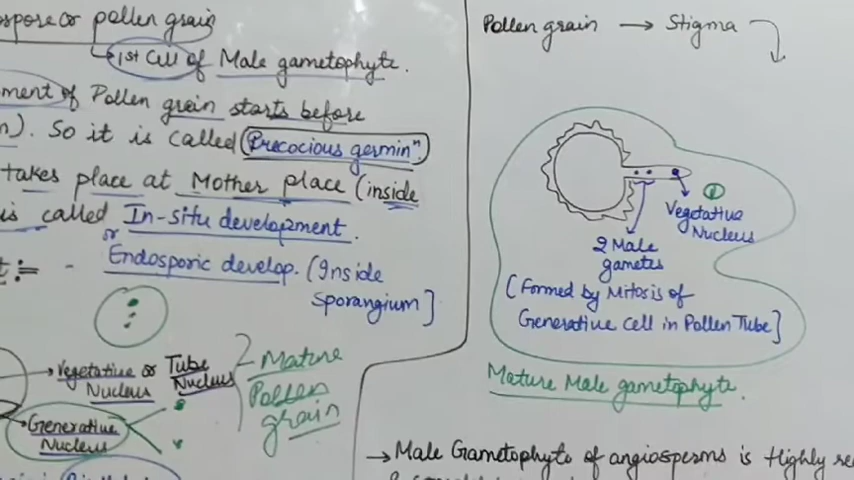 spore or pollen grain
1st cell of Male gametophyte.
ment of Pollen grain starts before
n). So it is called (Precocious germinⁿ.)
takes place at Mother place (inside
is called In-situ development.
or
Endosporic develop. (Inside
Sporangium]
Vegetative or Tube
Nucleus Nucleus
Generative
Nucleus
Mature
Pollen
grain
Pollen grain → Stigma
1
Vegetative
Nucleus
2 Male
gametes
[Formed by Mitosis of
Generative cell in Pollen Tube]
Mature Male gametophyte.
→ Male Gametophyte of angiosperms is Highly re